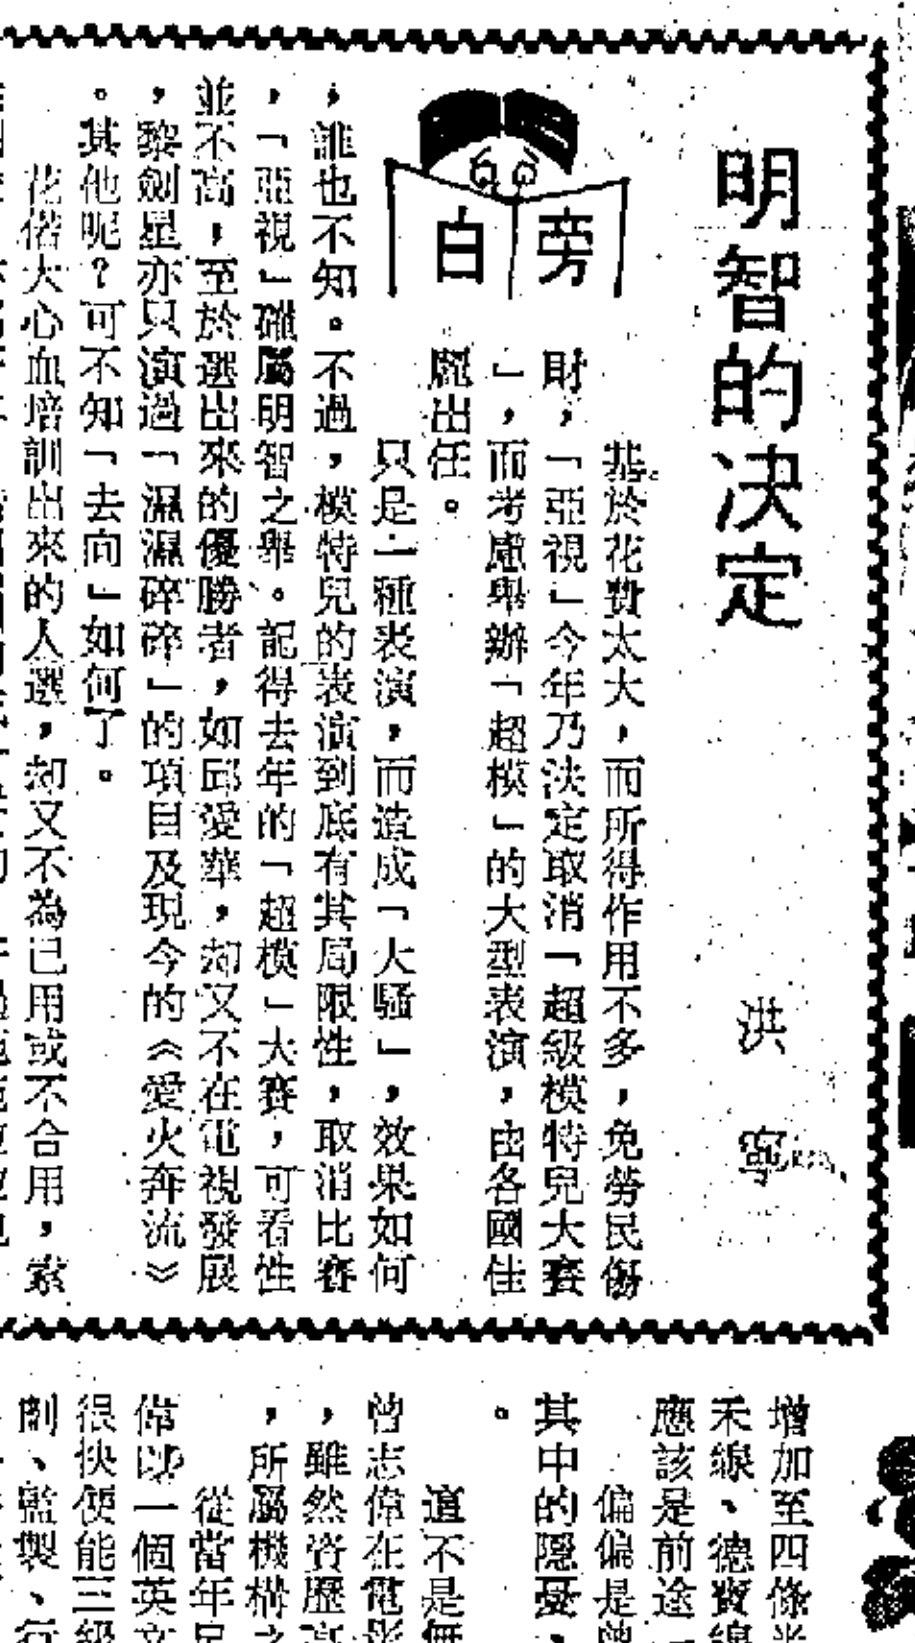 明智的决定
洪寧
旁白
基於花費太大，而所得作用不多，免勞民傷
財，「亞視」今年乃決定取消「超級模特兒大賽
」，而考慮舉辦「超模」的大型表演，由各國佳
麗出任。
只是一種表演，而造成「大騷」，效果如何
，誰也不知。不過，模特兒的表演到底有其局限性，取消比賽
，「亞視」確屬明智之舉。記得去年的「超模」大賽，可看性
並不高，至於選出來的優勝者，如邱愛華，却又不在電視發展
，黎劍星亦只演過「濕濕碎碎」的項目及現今的《愛火奔流》
。其他呢？可不知「去向」如何了。
花偌大心血培訓出來的人選，却又不為已用或不合用，索
增加至四條
禾線、德寶線
應該是前途
偏偏是曾
其中的隱憂、
。
這不是無
曾志偉在電影
，雖然資歷
，所屬機構之
從當年
偉以一個英文
很快便能三級
劇、監製、行